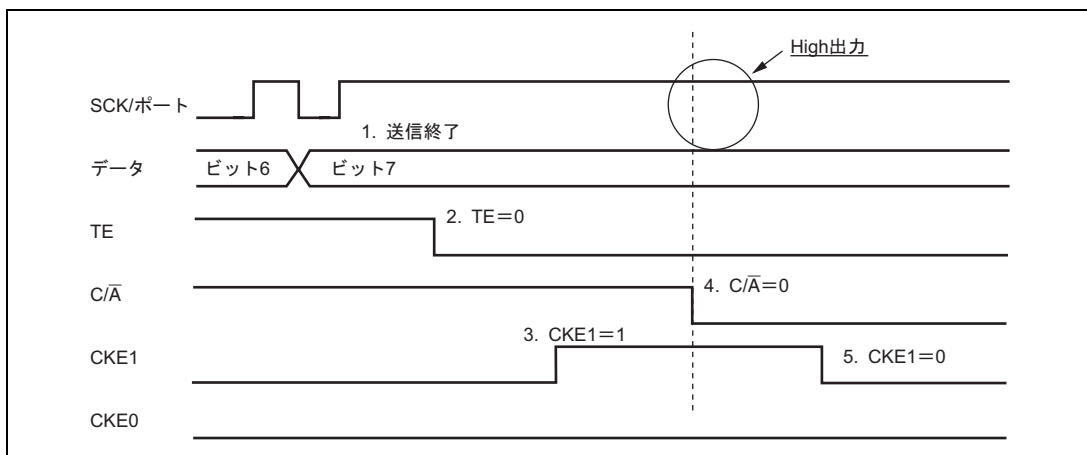 High出力
SCK/ポート
1. 送信終了
データ
ビット6
ビット7
TE
2. TE＝0
C/A̅
4. C/A̅＝0
3. CKE1＝1
CKE1
5. CKE1＝0
CKE0